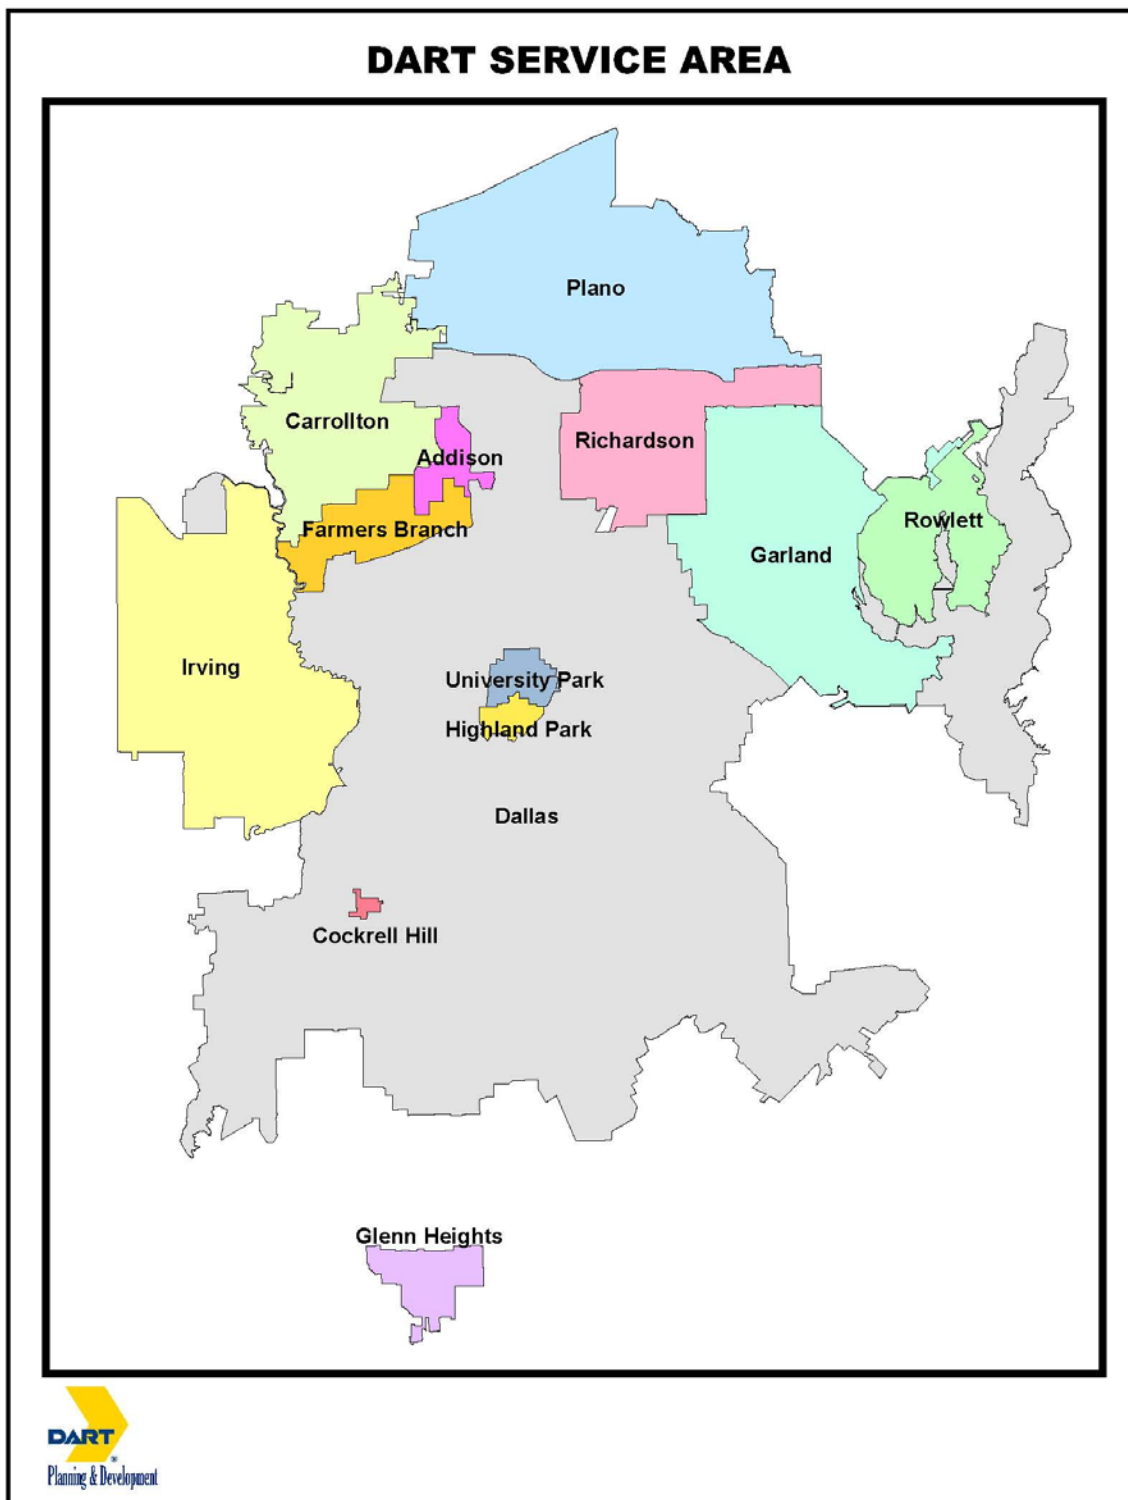 DART SERVICE AREA
Plano
Carrollton
Addison
Richardson
Farmers Branch
Rowlett
Garland
Irving
University Park
Highland Park
Dallas
Cockrell Hill
Glenn Heights
DART
®
Planning & Development